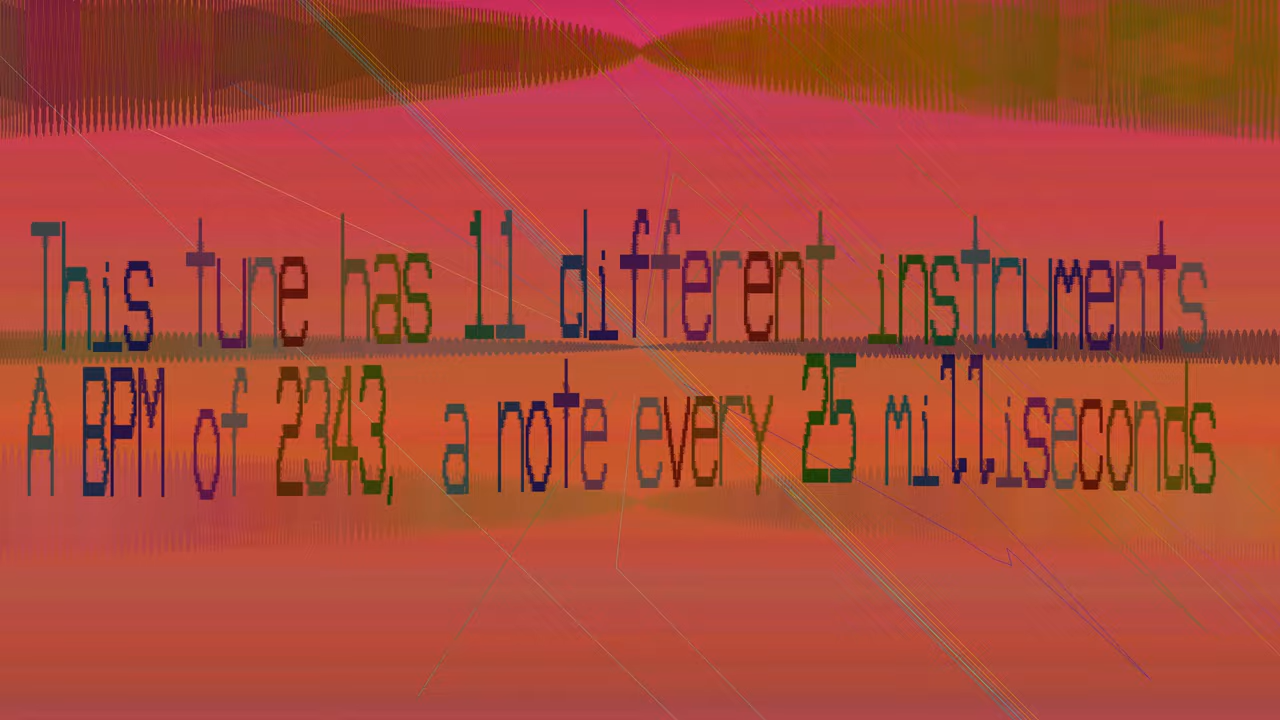 This tune has 11 different instruments
A BPM of 2343, a note every 25 milliseconds